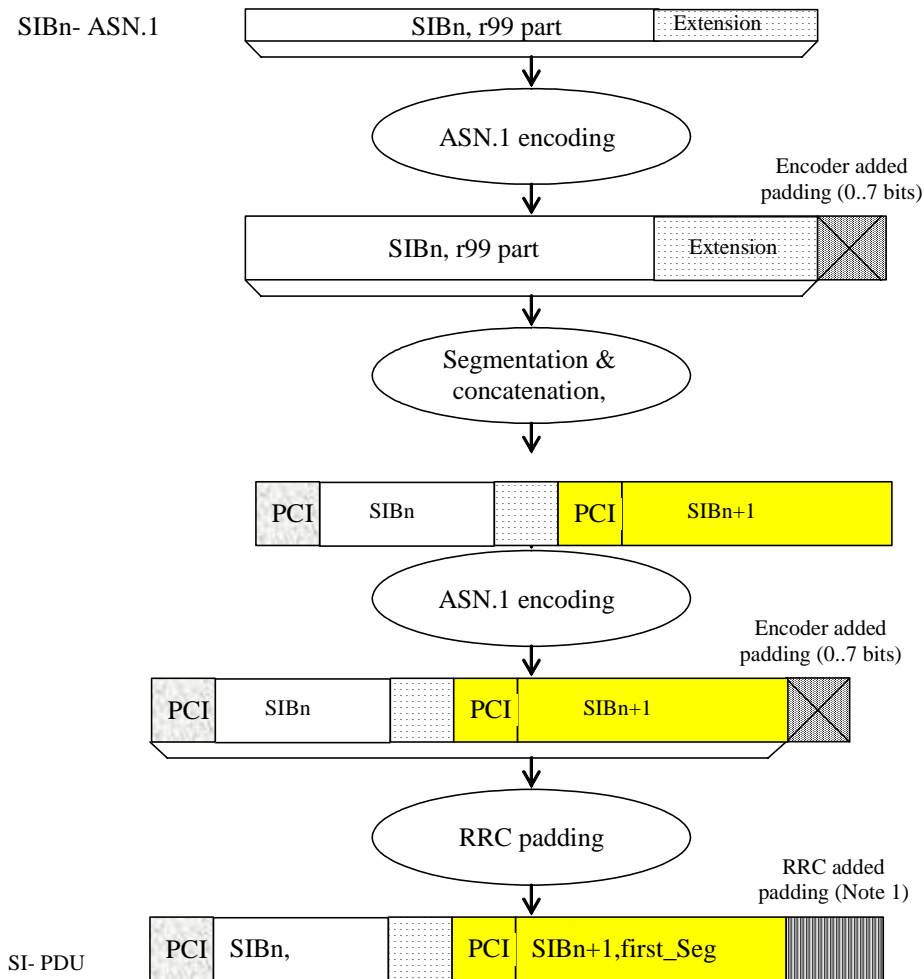 SIBn- ASN.1
SIBn, r99 part
Extension
ASN.1 encoding
Encoder added
padding (0..7 bits)
SIBn, r99 part
Extension
Segmentation &
concatenation,
PCI SIBn PCI SIBn+1
ASN.1 encoding
Encoder added
padding (0..7 bits)
PCI SIBn PCI SIBn+1
RRC padding
RRC added
padding (Note 1)
SI- PDU
PCI SIBn, PCI SIBn+1,first_Seg